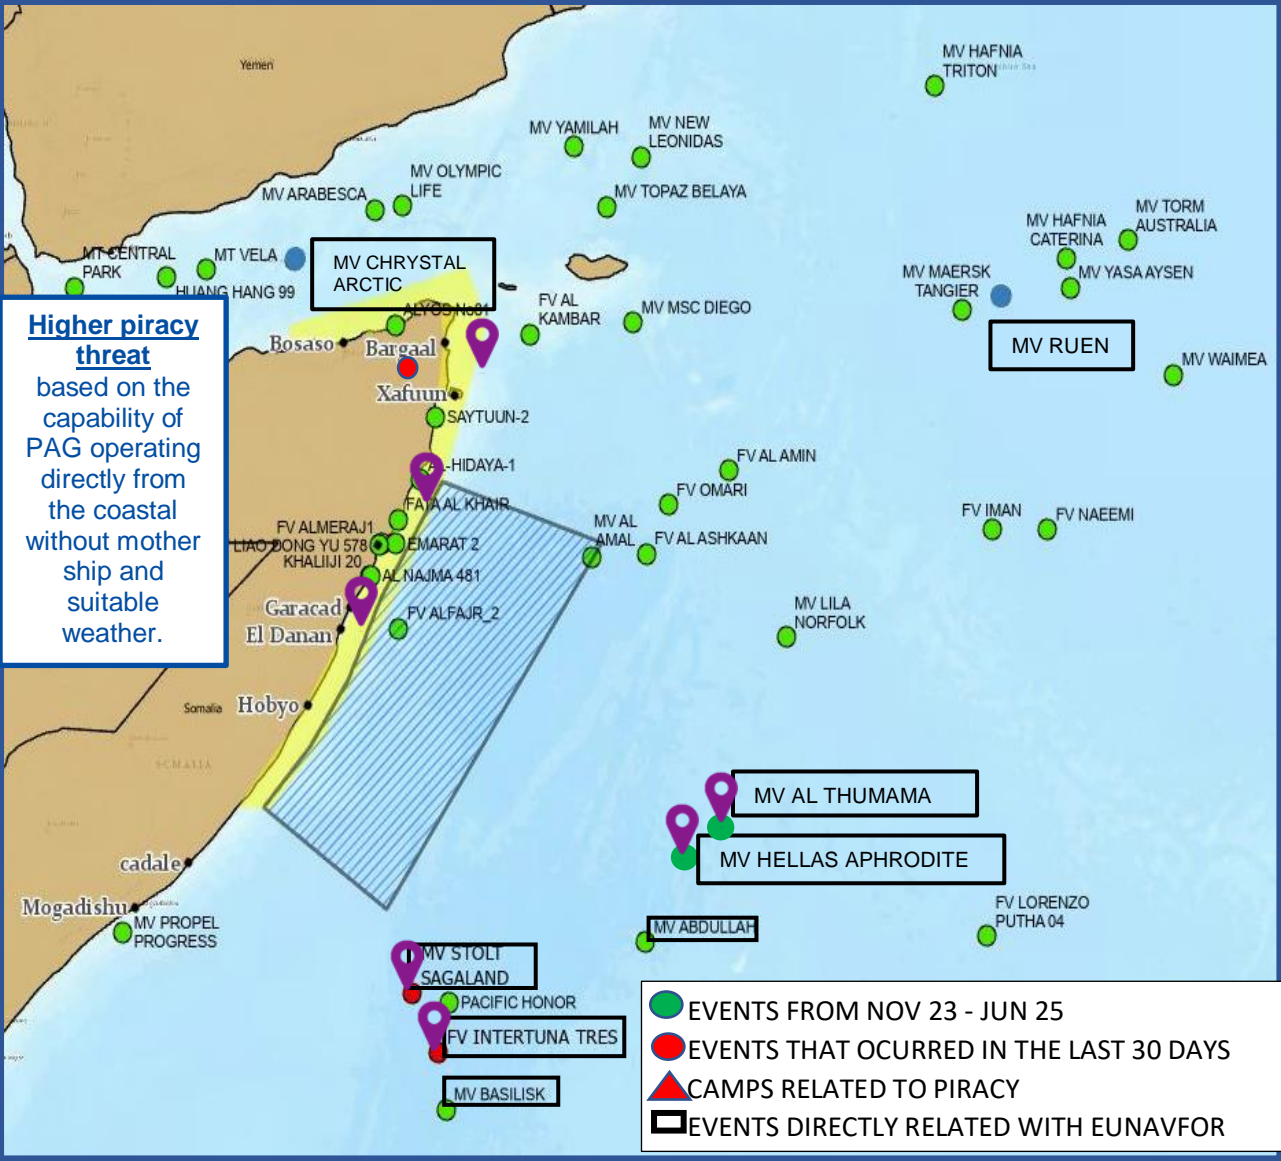 MV HAFNIA
TRITON
Yemen
MV YAMILAH
MV NEW
LEONIDAS
MV OLYMPIC
LIFE
MV ARABESCA
MV TOPAZ BELAYA
MV TORM
AUSTRALIA
MV HAFNIA
CATERINA
MT CENTRAL
PARK
MT VELA
HUANG HANG 99
MV CHRYSTAL
ARCTIC
MV MAERSK
TANGIER
MV YASA AYSEN
ALYOS No81
FV AL
KAMBAR
MV MSC DIEGO
MV RUEN
MV WAIMEA
Higher piracy
threat
based on the
capability of
PAG operating
directly from
the coastal
without mother
ship and
suitable
weather.
Bosaso
Bargaal
Xafuun
SAYTUUN-2
AL-HIDAYA-1
FV AL AMIN
FV OMARI
FATA AL KHAIR
FV ALMERAJ1
LIAO DONG YU 578
KHALIIJI 20
EMARAT 2
MV AL
AMAL
FV AL ASHKAAN
FV IMAN
FV NAEEMI
AL NAJMA 481
Garacad
El Danan
FV ALFAJR_2
MV LILA
NORFOLK
Somalia
Hobyo
SOMALIA
MV AL THUMAMA
MV HELLAS APHRODITE
cadale
Mogadishu
MV PROPEL
PROGRESS
MV ABDULLAH
FV LORENZO
PUTHA 04
MV STOLT
SAGALAND
PACIFIC HONOR
FV INTERTUNA TRES
MV BASILISK
EVENTS FROM NOV 23 - JUN 25
EVENTS THAT OCURRED IN THE LAST 30 DAYS
CAMPS RELATED TO PIRACY
EVENTS DIRECTLY RELATED WITH EUNAVFOR